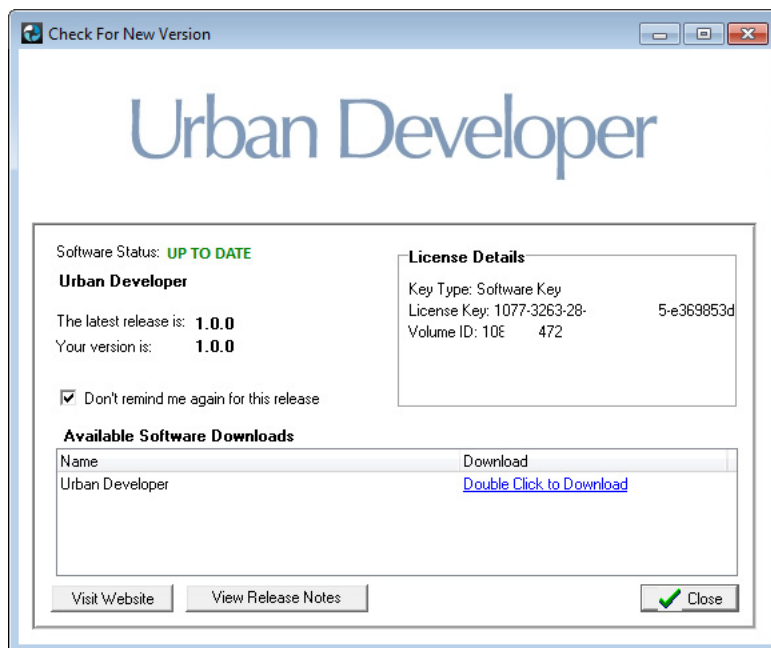 Check For New Version
Urban Developer
Software Status: UP TO DATE
Urban Developer
The latest release is: 1.0.0
Your version is: 1.0.0
Don't remind me again for this release
License Details
Key Type: Software Key
License Key: 1077-3263-28- 5-e369853d
Volume ID: 108 472
Available Software Downloads
Name Download
Urban Developer Double Click to Download
Visit Website View Release Notes Close